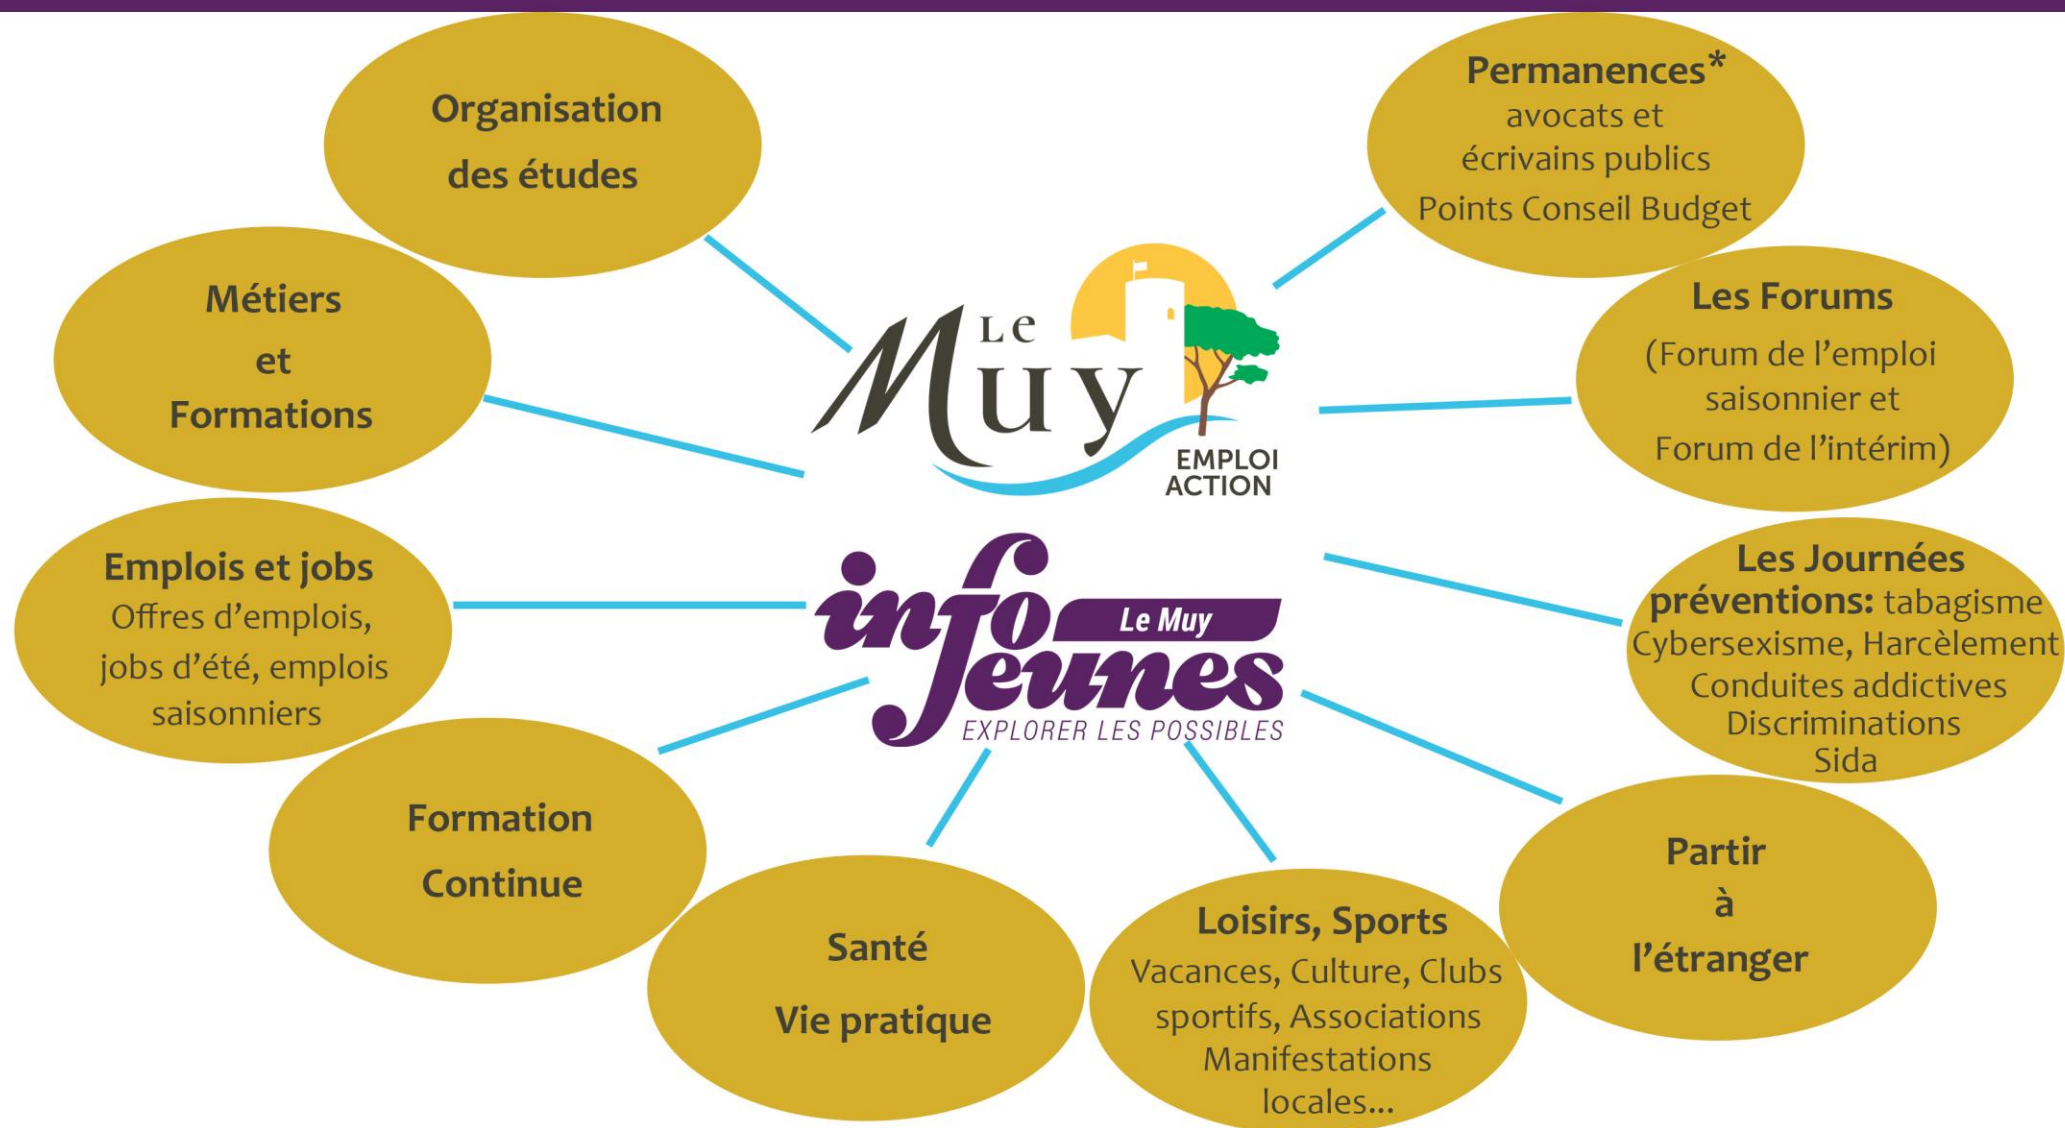 Organisation
des études
Métiers
et
Formations
Emplois et jobs
Offres d’emplois,
jobs d’été, emplois
saisonniers
Formation
Continue
Santé
Vie pratique
Loisirs, Sports
Vacances, Culture, Clubs
sportifs, Associations
Manifestations
locales...
Partir
à
l’étranger
Les Journées
préventions: tabagisme
Cybersexisme, Harcèlement
Conduites addictives
Discriminations
Sida
Les Forums
(Forum de l’emploi
saisonnier et
Forum de l’intérim)
Permanences*
avocats et
écrivains publics
Points Conseil Budget
Le
Muy
EMPLOI
ACTION
info
Le Muy
Jeunes
EXPLORER LES POSSIBLES